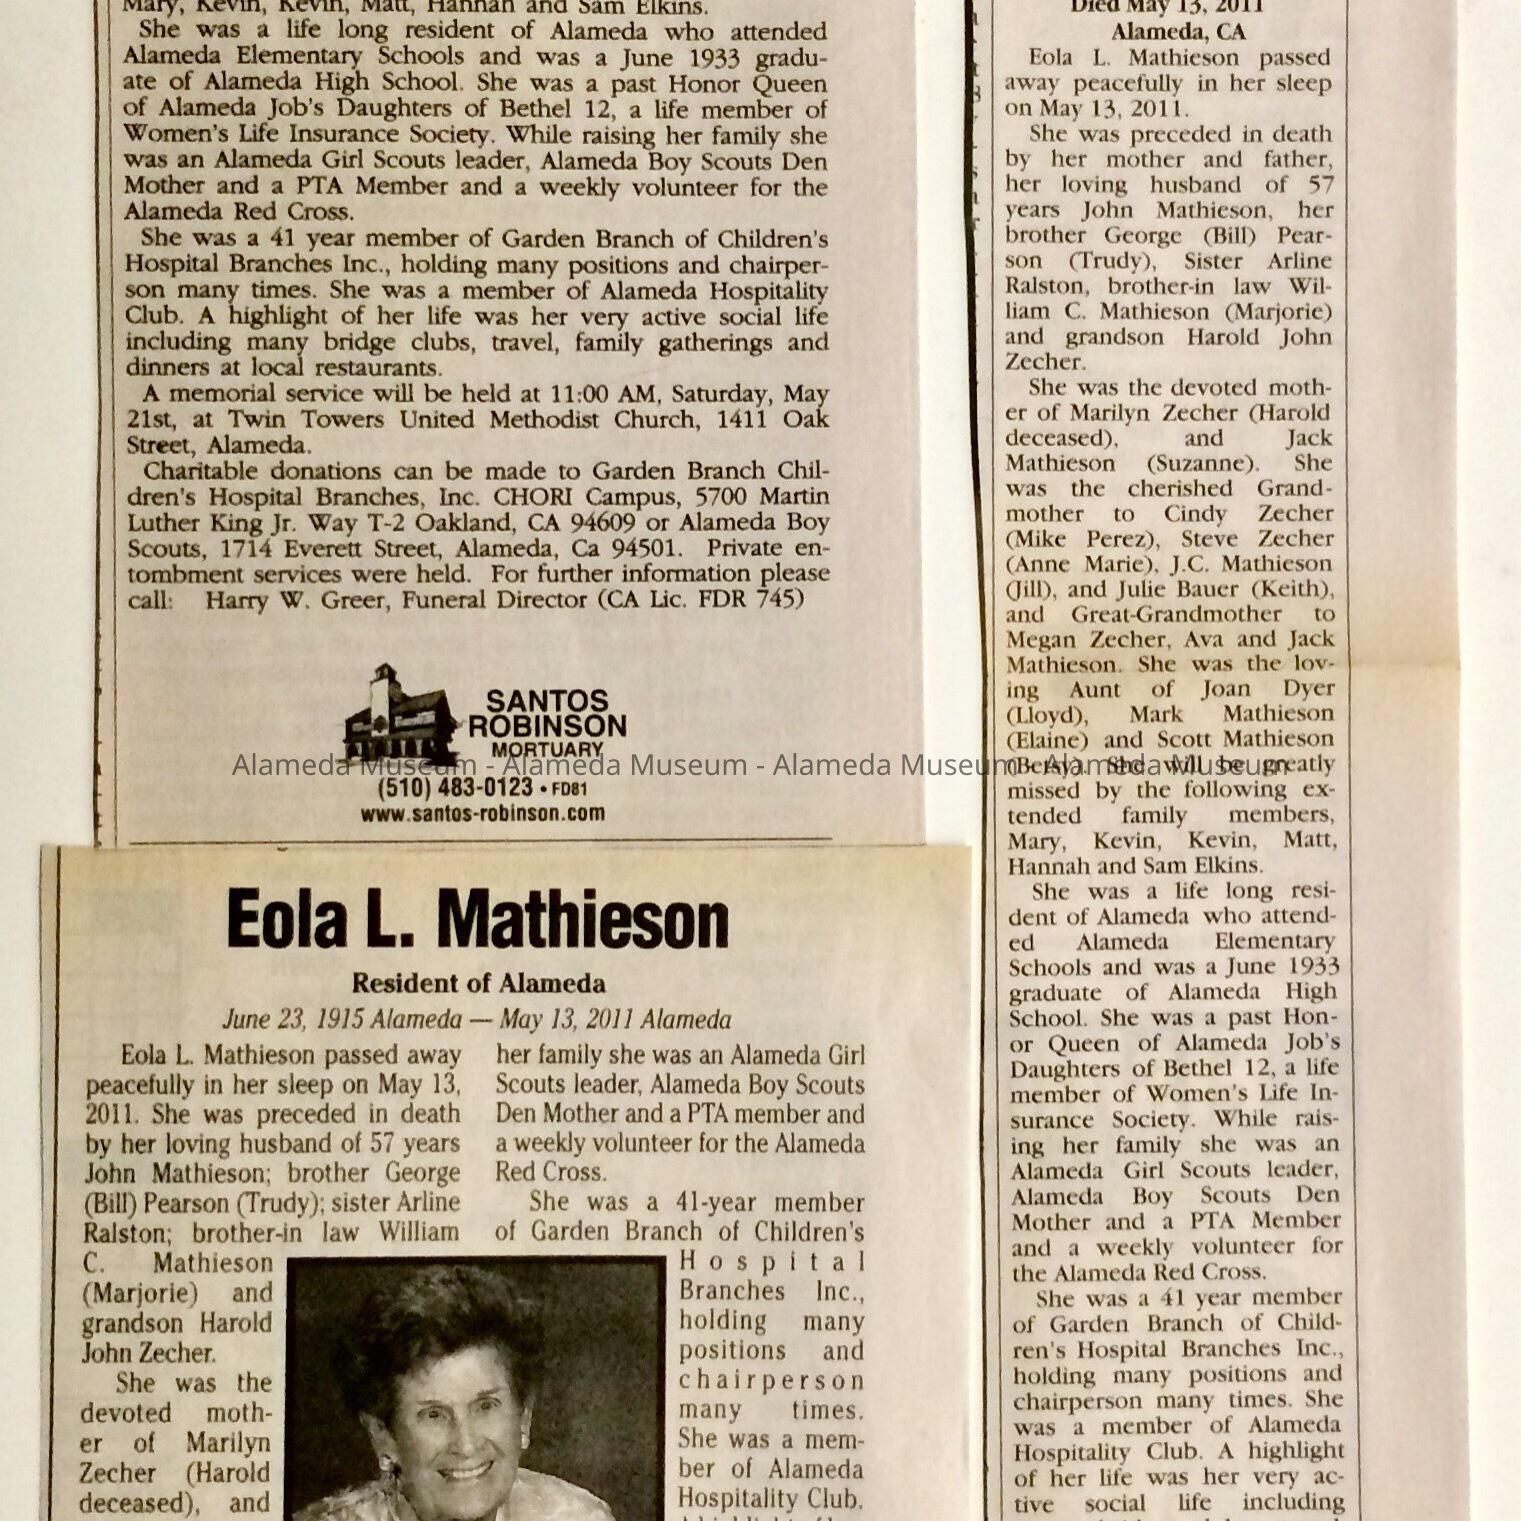 Mary, Kevin, Kevin, Matt, Hannah and Sam Elkins.
She was a life long resident of Alameda who attended
Alameda Elementary Schools and was a June 1933 gradu-
ate of Alameda High School. She was a past Honor Queen
of Alameda Job's Daughters of Bethel 12, a life member of
Women's Life Insurance Society. While raising her family she
was an Alameda Girl Scouts leader, Alameda Boy Scouts Den
Mother and a PTA Member and a weekly volunteer for the
Alameda Red Cross.
She was a 41 year member of Garden Branch of Children's
Hospital Branches Inc., holding many positions and chairper-
son many times. She was a member of Alameda Hospitality
Club. A highlight of her life was her very active social life
including many bridge clubs, travel, family gatherings and
dinners at local restaurants.
A memorial service will be held at 11:00 AM, Saturday, May
21st, at Twin Towers United Methodist Church, 1411 Oak
Street, Alameda.
Charitable donations can be made to Garden Branch Chil-
dren's Hospital Branches, Inc. CHORI Campus, 5700 Martin
Luther King Jr. Way T-2 Oakland, CA 94609 or Alameda Boy
Scouts, 1714 Everett Street, Alameda, Ca 94501. Private en-
tombment services were held. For further information please
call: Harry W. Greer, Funeral Director (CA Lic. FDR 745)
SANTOS
ROBINSON
MORTUARY
(510) 483-0123 • FD81
www.santos-robinson.com
Alameda Museum - Alameda Museum - Alameda Museum - Alameda Museum
Eola L. Mathieson
Resident of Alameda
June 23, 1915 Alameda — May 13, 2011 Alameda
Eola L. Mathieson passed away
peacefully in her sleep on May 13,
2011. She was preceded in death
by her loving husband of 57 years
John Mathieson; brother George
(Bill) Pearson (Trudy); sister Arline
Ralston; brother-in law William
C. Mathieson
(Marjorie) and
grandson Harold
John Zecher.
She was the
devoted moth-
er of Marilyn
Zecher (Harold
deceased), and
her family she was an Alameda Girl
Scouts leader, Alameda Boy Scouts
Den Mother and a PTA member and
a weekly volunteer for the Alameda
Red Cross.
She was a 41-year member
of Garden Branch of Children's
Hospital
Branches Inc.,
holding many
positions and
chairperson
many times.
She was a mem-
ber of Alameda
Hospitality Club.
Died May 13, 2011
Alameda, CA
Eola L. Mathieson passed
away peacefully in her sleep
on May 13, 2011.
She was preceded in death
by her mother and father,
her loving husband of 57
years John Mathieson, her
brother George (Bill) Pear-
son (Trudy), Sister Arline
Ralston, brother-in law Wil-
liam C. Mathieson (Marjorie)
and grandson Harold John
Zecher.
She was the devoted moth-
er of Marilyn Zecher (Harold
deceased), and Jack
Mathieson (Suzanne). She
was the cherished Grand-
mother to Cindy Zecher
(Mike Perez), Steve Zecher
(Anne Marie), J.C. Mathieson
(Jill), and Julie Bauer (Keith),
and Great-Grandmother to
Megan Zecher, Ava and Jack
Mathieson. She was the lov-
ing Aunt of Joan Dyer
(Lloyd), Mark Mathieson
(Elaine) and Scott Mathieson
(Betsy). She will be greatly
missed by the following ex-
tended family members,
Mary, Kevin, Kevin, Matt,
Hannah and Sam Elkins.
She was a life long resi-
dent of Alameda who attend-
ed Alameda Elementary
Schools and was a June 1933
graduate of Alameda High
School. She was a past Hon-
or Queen of Alameda Job's
Daughters of Bethel 12, a life
member of Women's Life In-
surance Society. While rais-
ing her family she was an
Alameda Girl Scouts leader,
Alameda Boy Scouts Den
Mother and a PTA Member
and a weekly volunteer for
the Alameda Red Cross.
She was a 41 year member
of Garden Branch of Child-
ren's Hospital Branches Inc.,
holding many positions and
chairperson many times. She
was a member of Alameda
Hospitality Club. A highlight
of her life was her very ac-
tive social life including